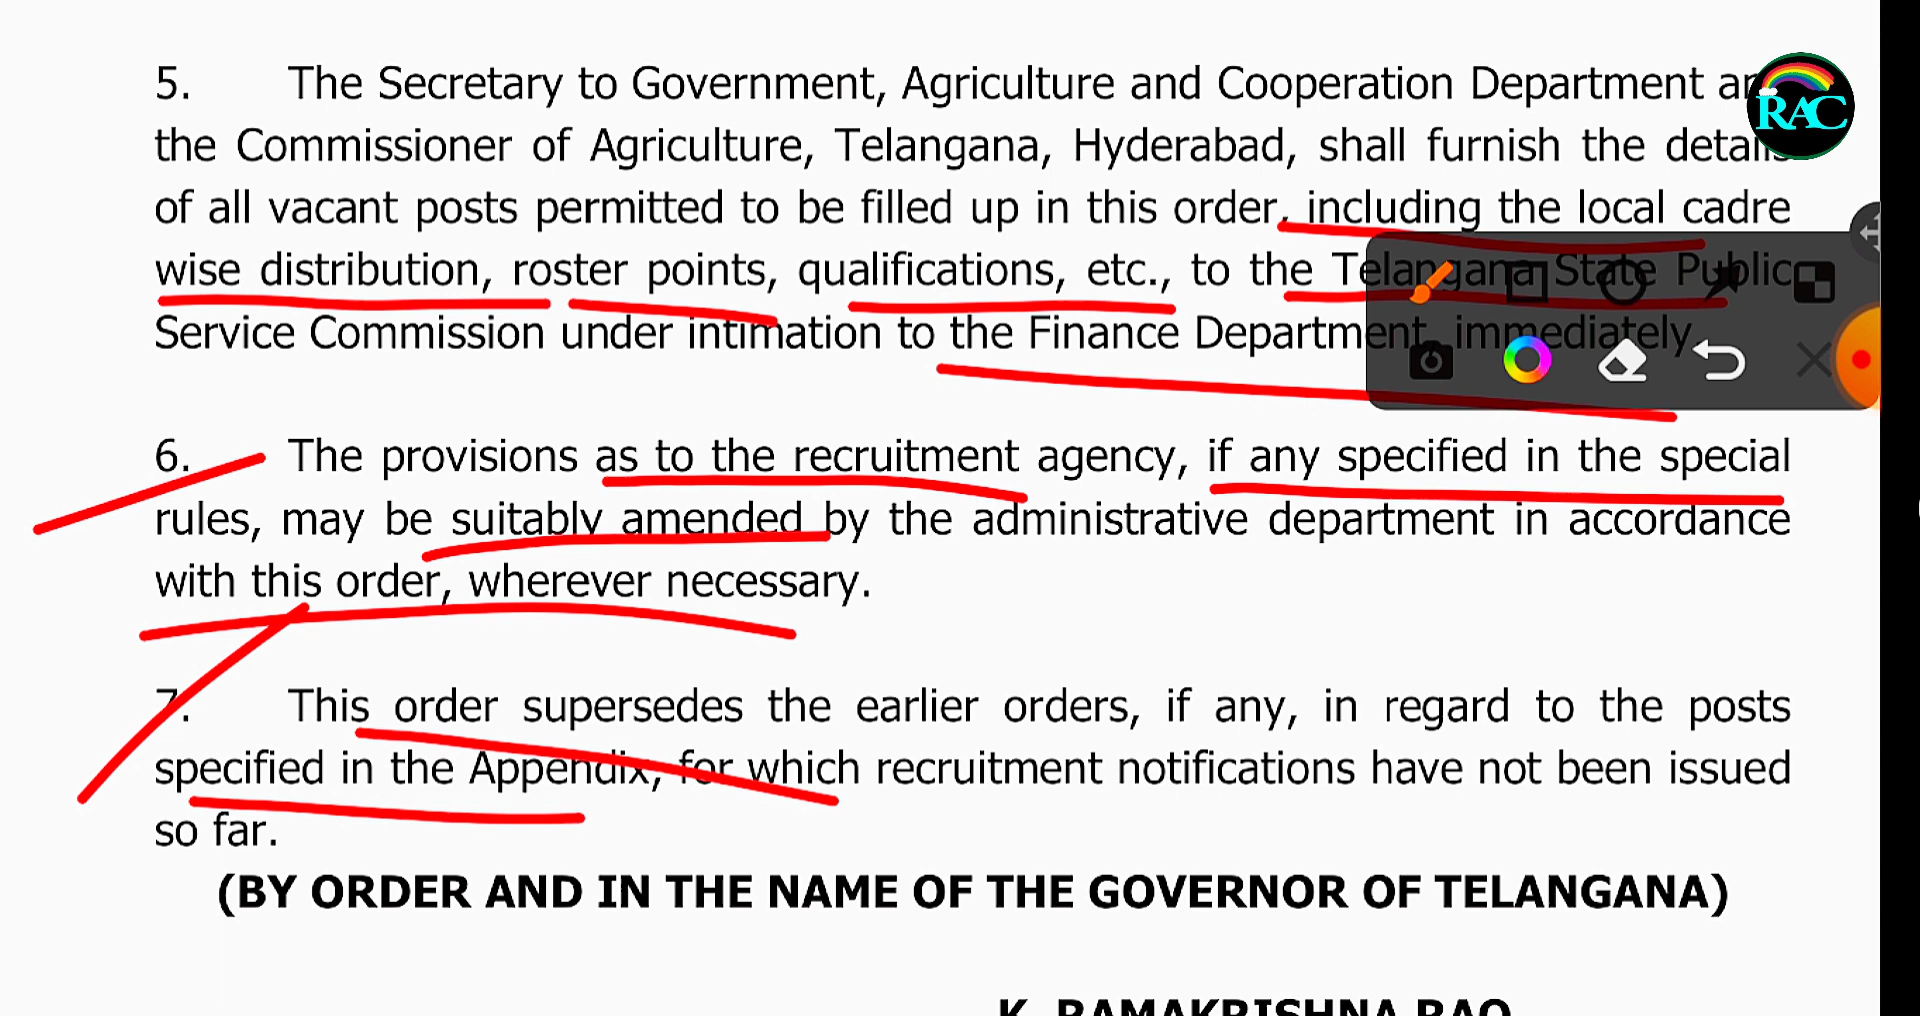 5. The Secretary to Government, Agriculture and Cooperation Department and
RAC
the Commissioner of Agriculture, Telangana, Hyderabad, shall furnish the details
of all vacant posts permitted to be filled up in this order, including the local cadre
wise distribution, roster points, qualifications, etc., to the Telangana State Public
Service Commission under intimation to the Finance Department, immediately.
6. The provisions as to the recruitment agency, if any specified in the special
rules, may be suitably amended by the administrative department in accordance
with this order, wherever necessary.
7. This order supersedes the earlier orders, if any, in regard to the posts
specified in the Appendix, for which recruitment notifications have not been issued
so far.
(BY ORDER AND IN THE NAME OF THE GOVERNOR OF TELANGANA)
K. RAMAKRISHNA RAO